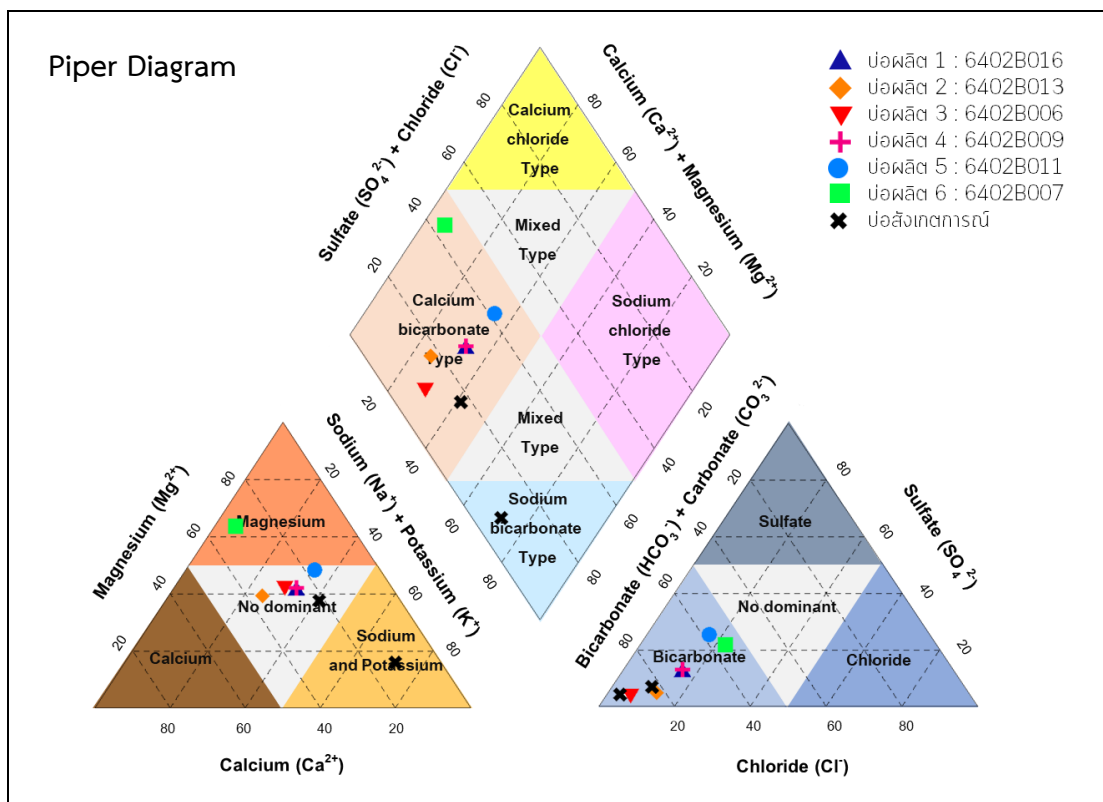 Piper Diagram
บ่อผลิต 1 : 6402B016
บ่อผลิต 2 : 6402B013
บ่อผลิต 3 : 6402B006
บ่อผลิต 4 : 6402B009
บ่อผลิต 5 : 6402B011
บ่อผลิต 6 : 6402B007
บ่อสังเกตการณ์
Sulfate (SO₄²⁻) + Chloride (Cl⁻)
Calcium (Ca²⁺) + Magnesium (Mg²⁺)
80
60
40
20
80
60
40
20
Calcium
chloride
Type
Mixed
Type
Calcium
bicarbonate
Type
Sodium
chloride
Type
Mixed
Type
Sodium
bicarbonate
Type
20
40
60
80
20
40
60
80
Magnesium (Mg²⁺)
Sodium (Na⁺) + Potassium (K⁺)
80
60
40
20
20
40
60
80
Magnesium
No dominant
Calcium
Sodium
and Potassium
80
60
40
20
Calcium (Ca²⁺)
Bicarbonate (HCO₃⁻) + Carbonate (CO₃²⁻)
Sulfate (SO₄²⁻)
20
40
60
80
80
60
40
20
Sulfate
No dominant
Bicarbonate
Chloride
20
40
60
80
Chloride (Cl⁻)